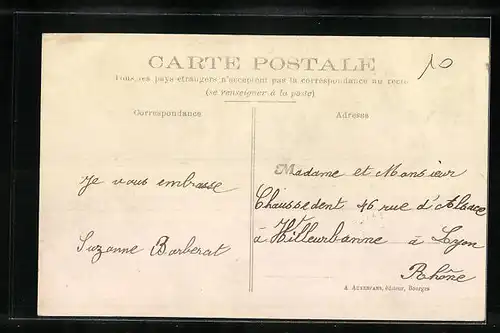 CARTE POSTALE
10
Tous les pays étrangers n'acceptent pas la correspondance au recto
(se renseigner à la poste)
Correspondance
Adresse
Je vous embrasse
Suzanne Barberat
Madame et Monsieur
Chaussedent 46 rue d'Alsace
à Villeurbanne à Lyon
Rhône
A. AUXENFANS, éditeur, Bourges